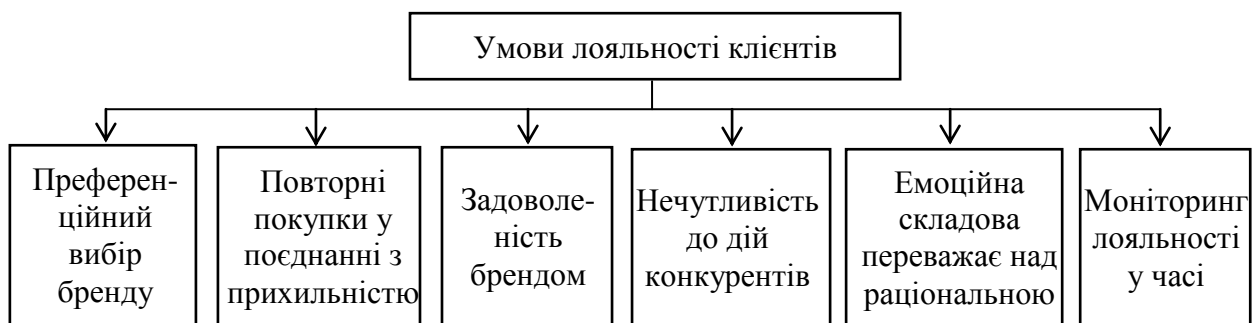 Умови лояльності клієнтів
Преферен-
ційний
вибір
бренду
Повторні
покупки у
поєднанні з
прихильністю
Задоволе-
ність
брендом
Нечутливість
до дій
конкурентів
Емоційна
складова
переважає над
раціональною
Моніторинг
лояльності
у часі